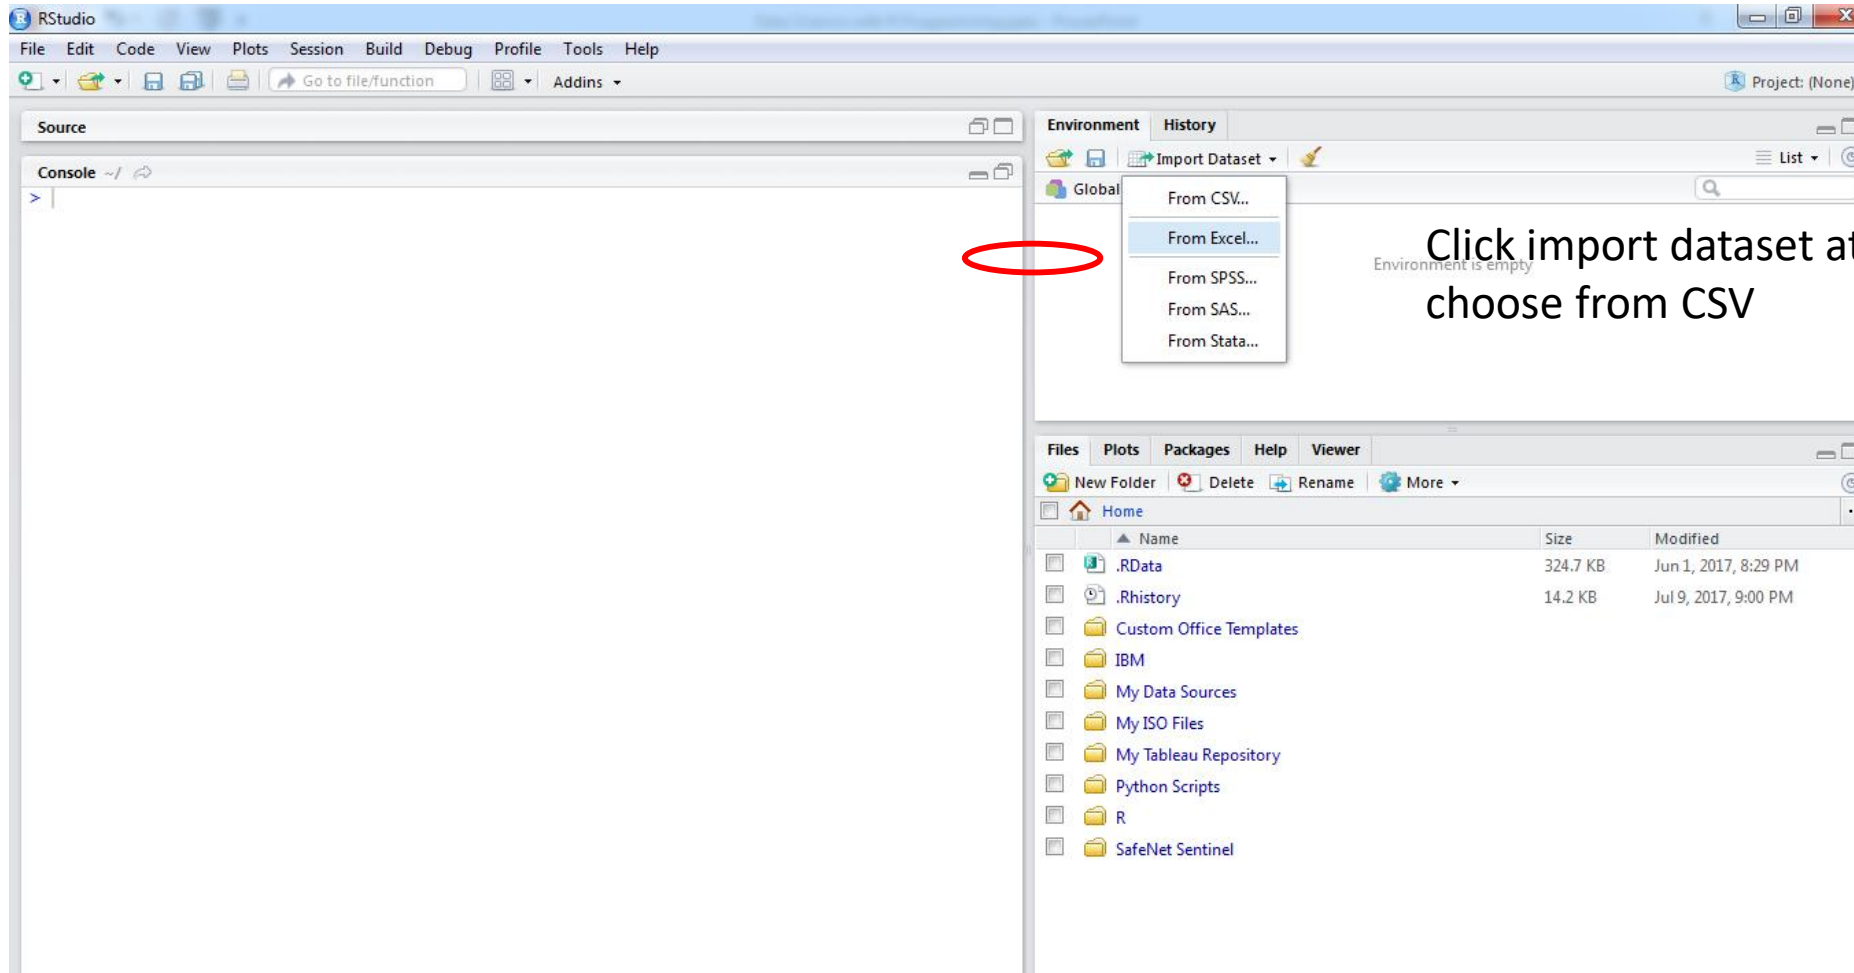 RStudio
File Edit Code View Plots Session Build Debug Profile Tools Help
Go to file/function Addins Project: (None)
Source
Console ~/
>
Environment History
Import Dataset List
Global
From CSV...
From Excel...
From SPSS...
From SAS...
From Stata...
Environment is empty
Click import dataset at
choose from CSV
Files Plots Packages Help Viewer
New Folder Delete Rename More
Home
Name Size Modified
.RData 324.7 KB Jun 1, 2017, 8:29 PM
.Rhistory 14.2 KB Jul 9, 2017, 9:00 PM
Custom Office Templates
IBM
My Data Sources
My ISO Files
My Tableau Repository
Python Scripts
R
SafeNet Sentinel